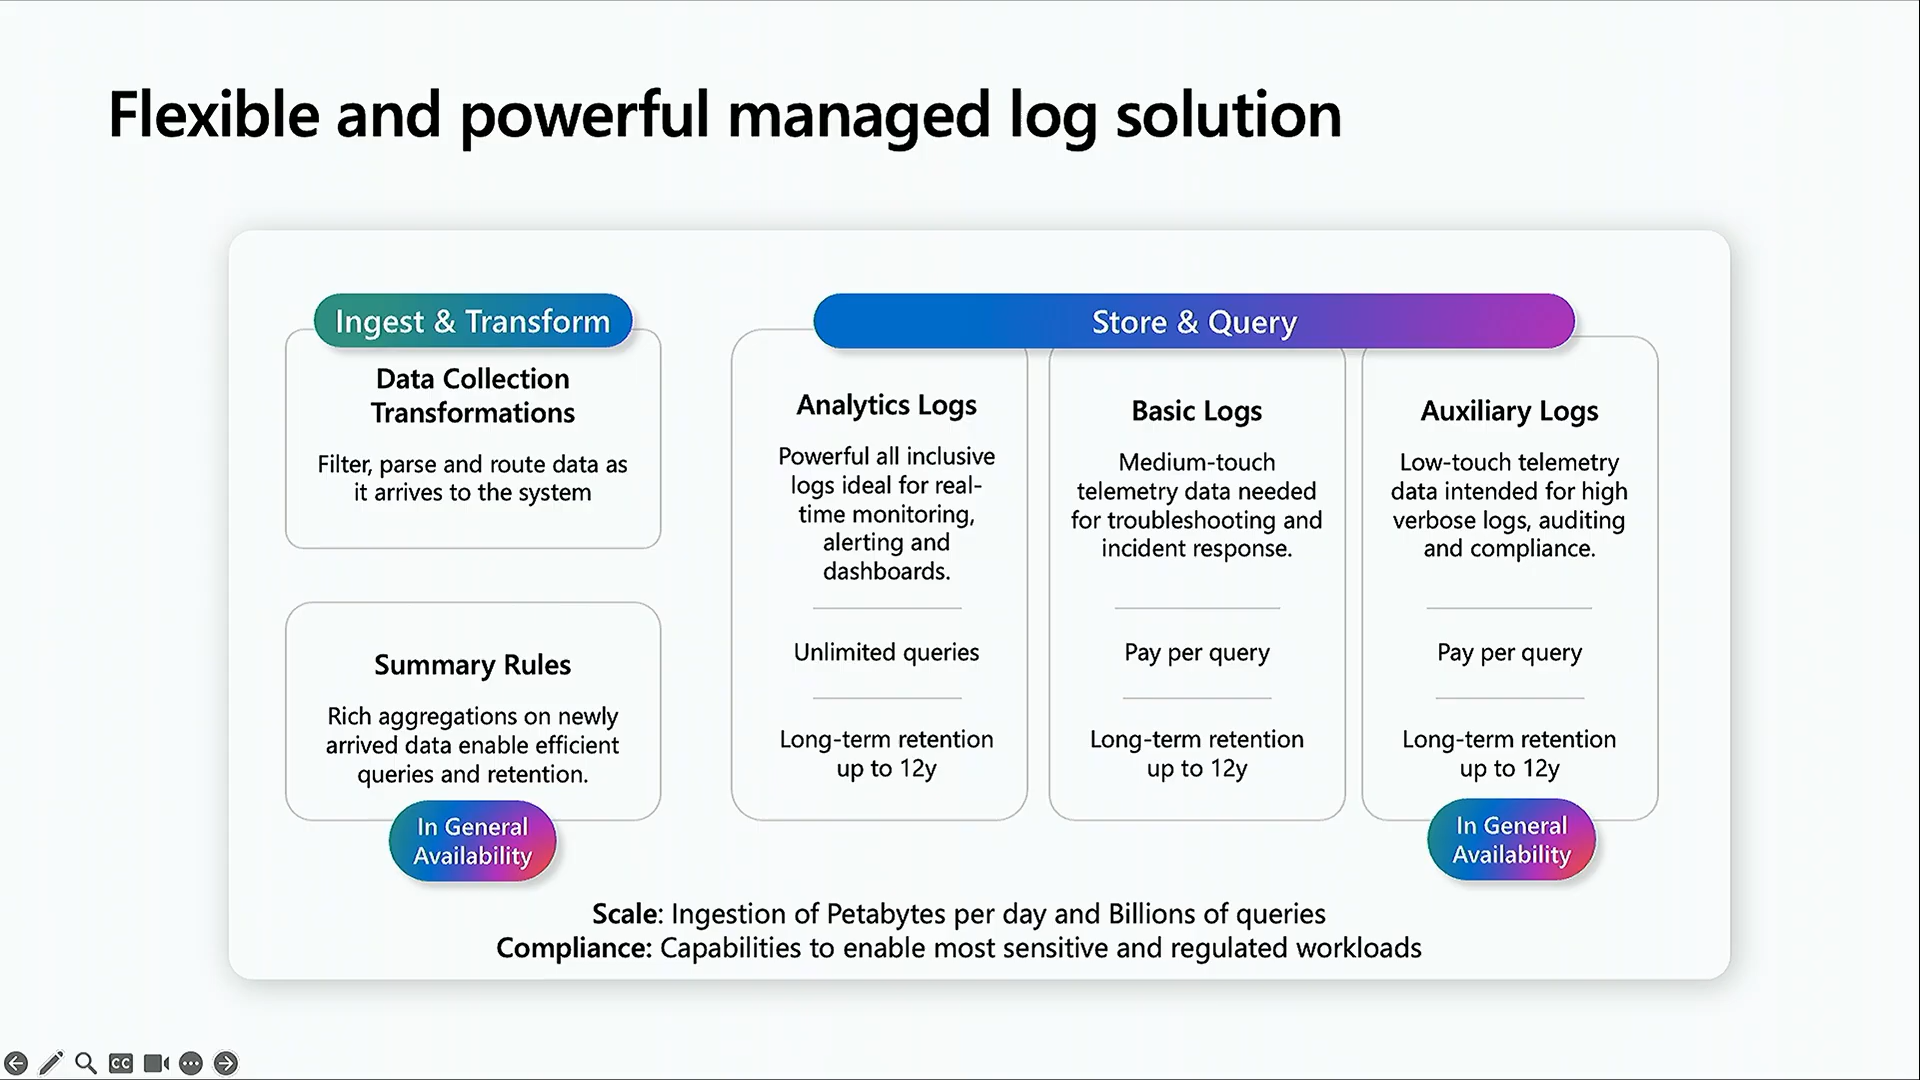 Flexible and powerful managed log solution
Ingest & Transform
Data Collection
Transformations
Filter, parse and route data as
it arrives to the system
Summary Rules
Rich aggregations on newly
arrived data enable efficient
queries and retention.
In General
Availability
Store & Query
Analytics Logs
Powerful all inclusive
logs ideal for real-
time monitoring,
alerting and
dashboards.
Unlimited queries
Long-term retention
up to 12y
Basic Logs
Medium-touch
telemetry data needed
for troubleshooting and
incident response.
Pay per query
Long-term retention
up to 12y
Auxiliary Logs
Low-touch telemetry
data intended for high
verbose logs, auditing
and compliance.
Pay per query
Long-term retention
up to 12y
In General
Availability
Scale: Ingestion of Petabytes per day and Billions of queries
Compliance: Capabilities to enable most sensitive and regulated workloads
CC